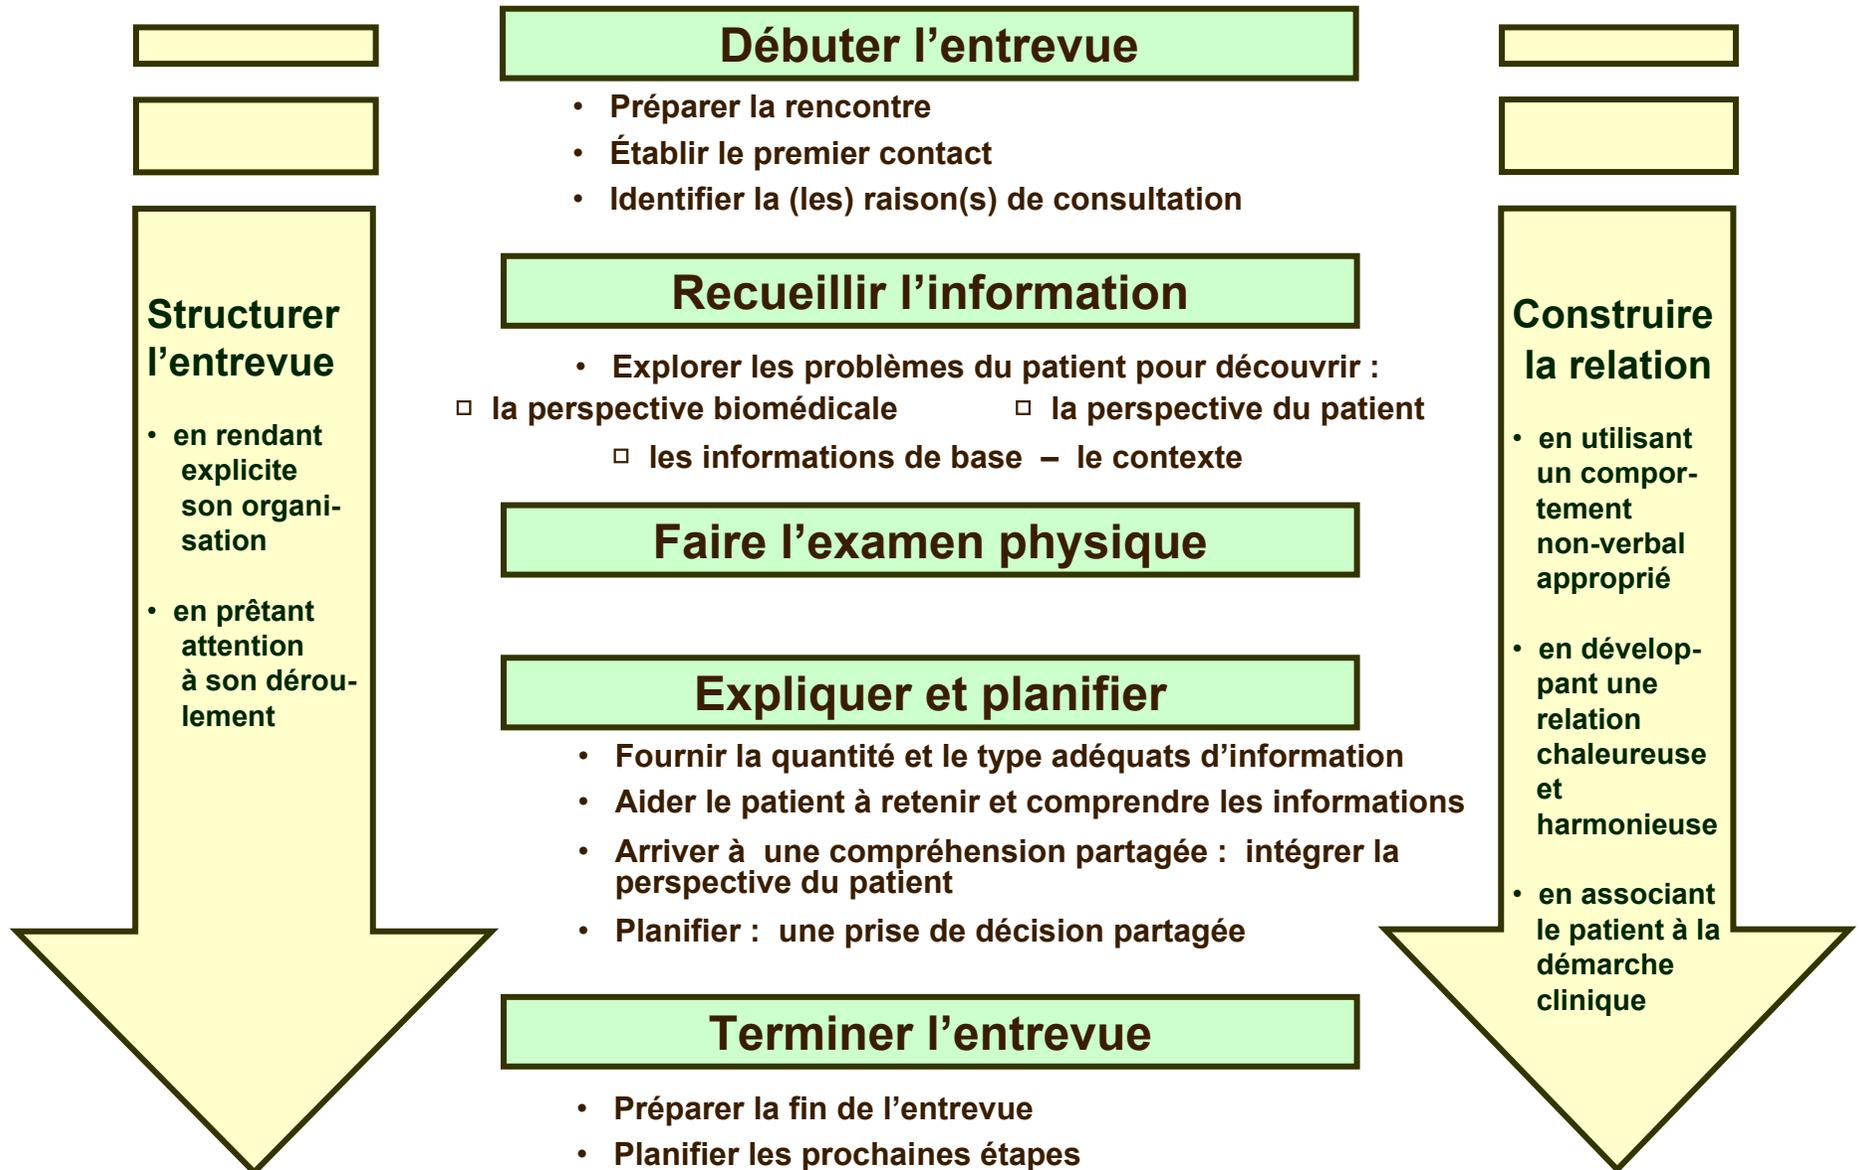 Débuter l’entrevue
• Préparer la rencontre
• Établir le premier contact
• Identifier la (les) raison(s) de consultation
Recueillir l’information
• Explorer les problèmes du patient pour découvrir :
□ la perspective biomédicale □ la perspective du patient
□ les informations de base – le contexte
Faire l’examen physique
Expliquer et planifier
• Fournir la quantité et le type adéquats d’information
• Aider le patient à retenir et comprendre les informations
• Arriver à une compréhension partagée : intégrer la
perspective du patient
• Planifier : une prise de décision partagée
Terminer l’entrevue
• Préparer la fin de l’entrevue
• Planifier les prochaines étapes
Structurer
l’entrevue
• en rendant
explicite
son organi-
sation
• en prêtant
attention
à son dérou-
lement
Construire
la relation
• en utilisant
un compor-
tement
non-verbal
approprié
• en dévelop-
pant une
relation
chaleureuse
et
harmonieuse
• en associant
le patient à la
démarche
clinique